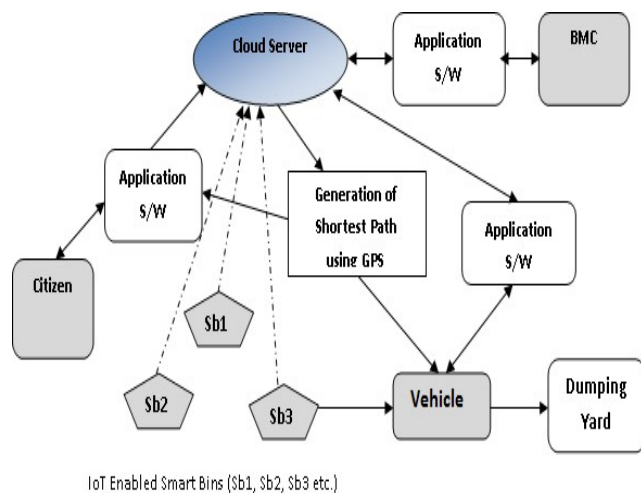 Cloud Server
Application
S/W
BMC
Application
S/W
Generation of
Shortest Path
using GPS
Application
S/W
Citizen
Sb1
Sb2
Sb3
Vehicle
Dumping
Yard
IoT Enabled Smart Bins (Sb1, Sb2, Sb3 etc.)